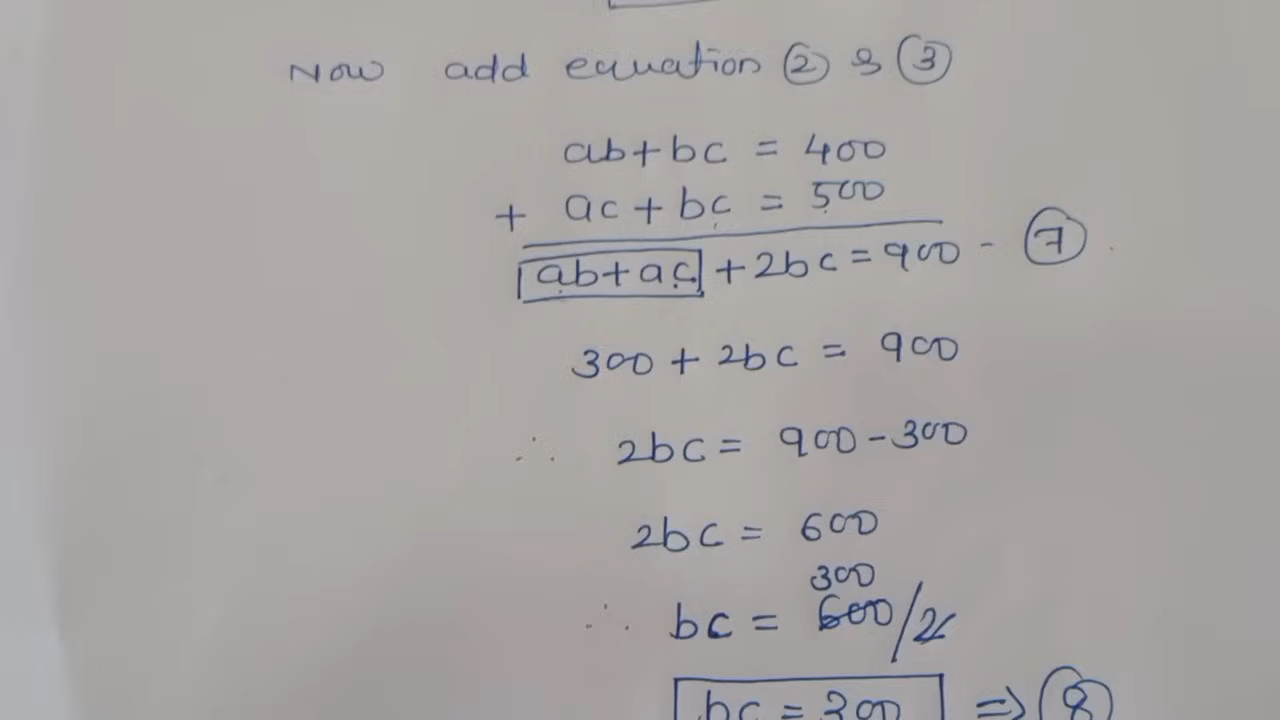 Now add equation ② & ③
ab+bc = 400
+ ac+bc = 500
ab+ac +2bc = 900 - ⑦
300 + 2bc = 900
∴ 2bc = 900-300
2bc = 600
300
∴ bc = 600/2
bc = 300 ⇒ ⑧